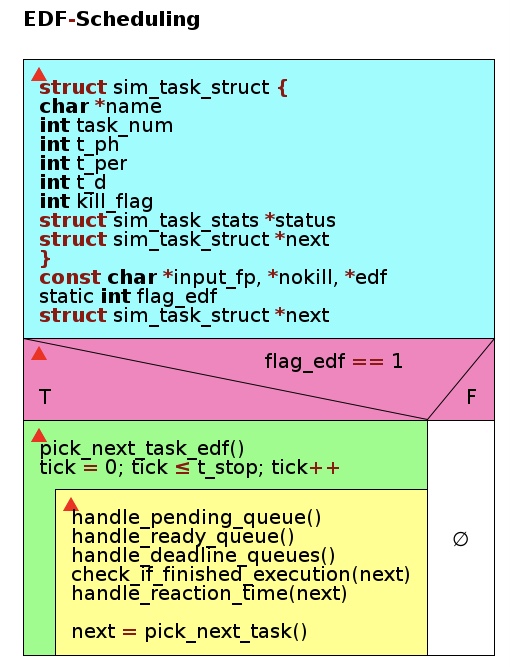 EDF-Scheduling
struct sim_task_struct {
char *name
int task_num
int t_ph
int t_per
int t_d
int kill_flag
struct sim_task_stats *status
struct sim_task_struct *next
}
const char *input_fp, *nokill, *edf
static int flag_edf
struct sim_task_struct *next
flag_edf == 1
T
F
pick_next_task_edf()
tick = 0; tick ≤ t_stop; tick++
handle_pending_queue()
handle_ready_queue()
handle_deadline_queues()
check_if_finished_execution(next)
handle_reaction_time(next)
next = pick_next_task()
∅